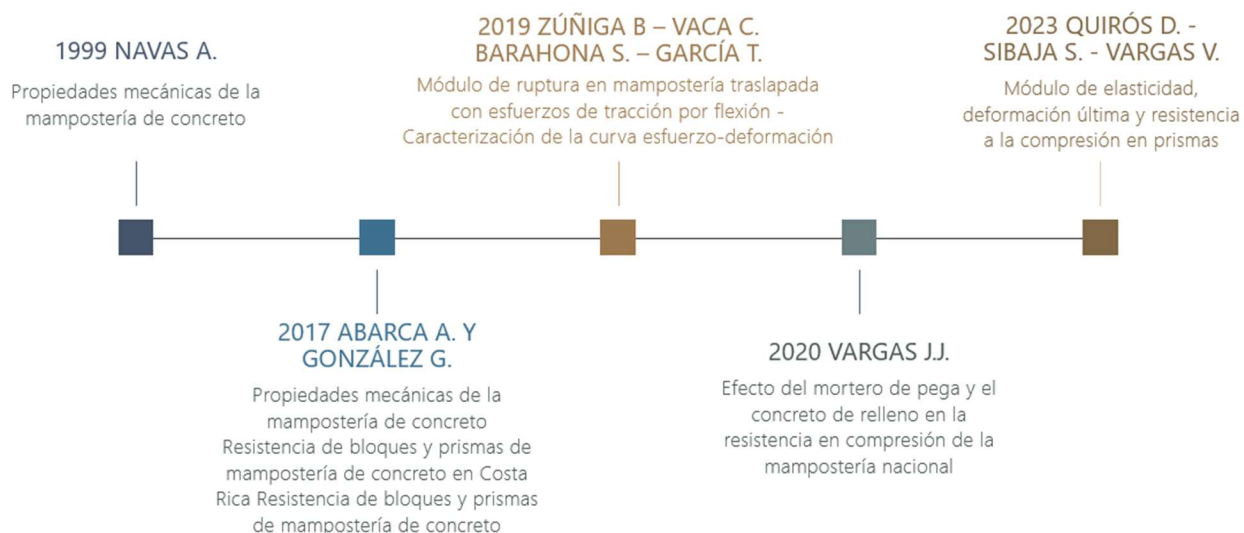 1999 NAVAS A.
Propiedades mecánicas de la
mampostería de concreto
2017 ABARCA A. Y
GONZÁLEZ G.
Propiedades mecánicas de la
mampostería de concreto
Resistencia de bloques y prismas de
mampostería de concreto en Costa
Rica Resistencia de bloques y prismas
de mampostería de concreto
2019 ZÚÑIGA B – VACA C.
BARAHONA S. – GARCÍA T.
Módulo de ruptura en mampostería traslapada
con esfuerzos de tracción por flexión -
Caracterización de la curva esfuerzo-deformación
2020 VARGAS J.J.
Efecto del mortero de pega y el
concreto de relleno en la
resistencia en compresión de la
mampostería nacional
2023 QUIRÓS D. -
SIBAJA S. - VARGAS V.
Módulo de elasticidad,
deformación última y resistencia
a la compresión en prismas